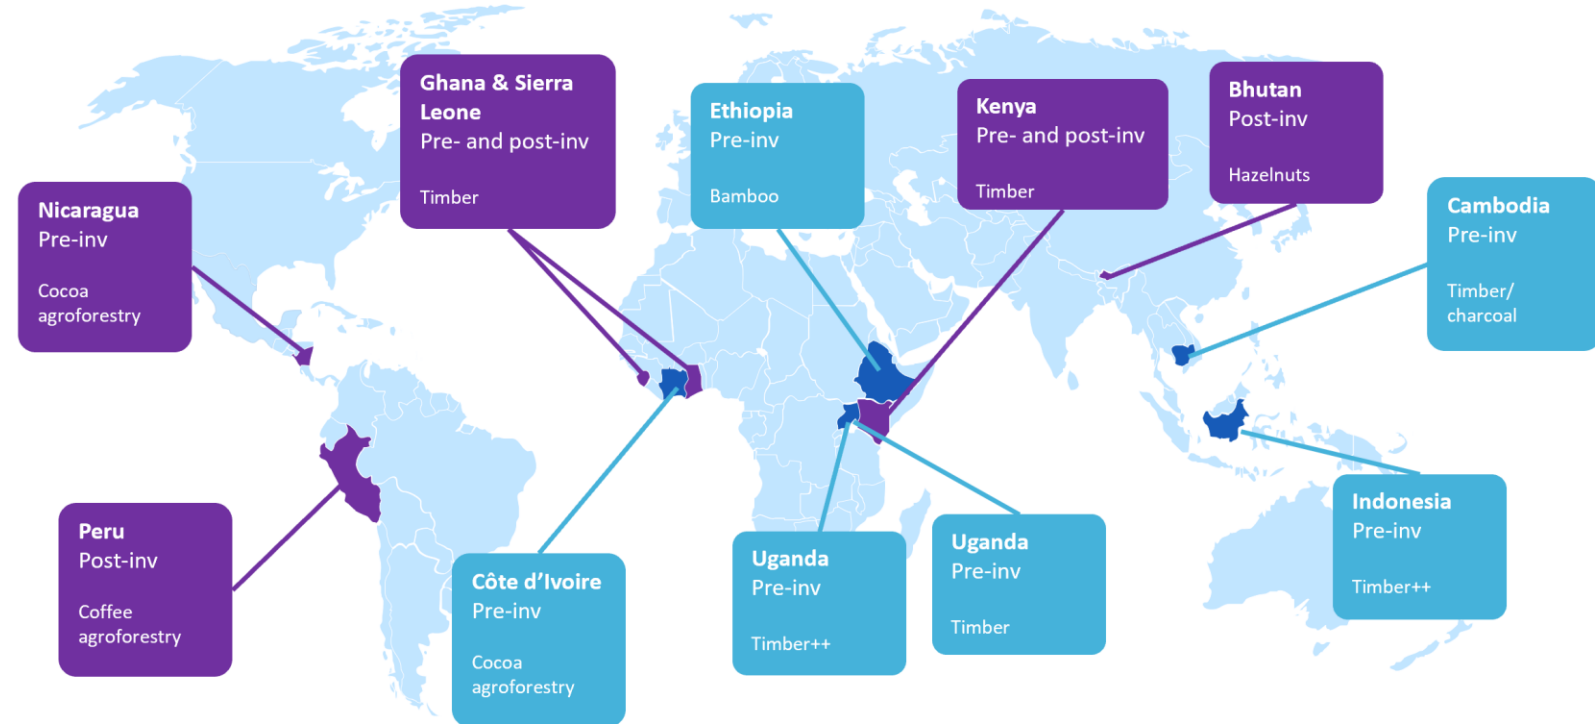 Ghana & Sierra
Leone
Pre- and post-inv
Timber
Ethiopia
Pre-inv
Bamboo
Kenya
Pre- and post-inv
Timber
Bhutan
Post-inv
Hazelnuts
Nicaragua
Pre-inv
Cocoa
agroforestry
Cambodia
Pre-inv
Timber/
charcoal
Peru
Post-inv
Coffee
agroforestry
Côte d’Ivoire
Pre-inv
Cocoa
agroforestry
Uganda
Pre-inv
Timber++
Uganda
Pre-inv
Timber
Indonesia
Pre-inv
Timber++